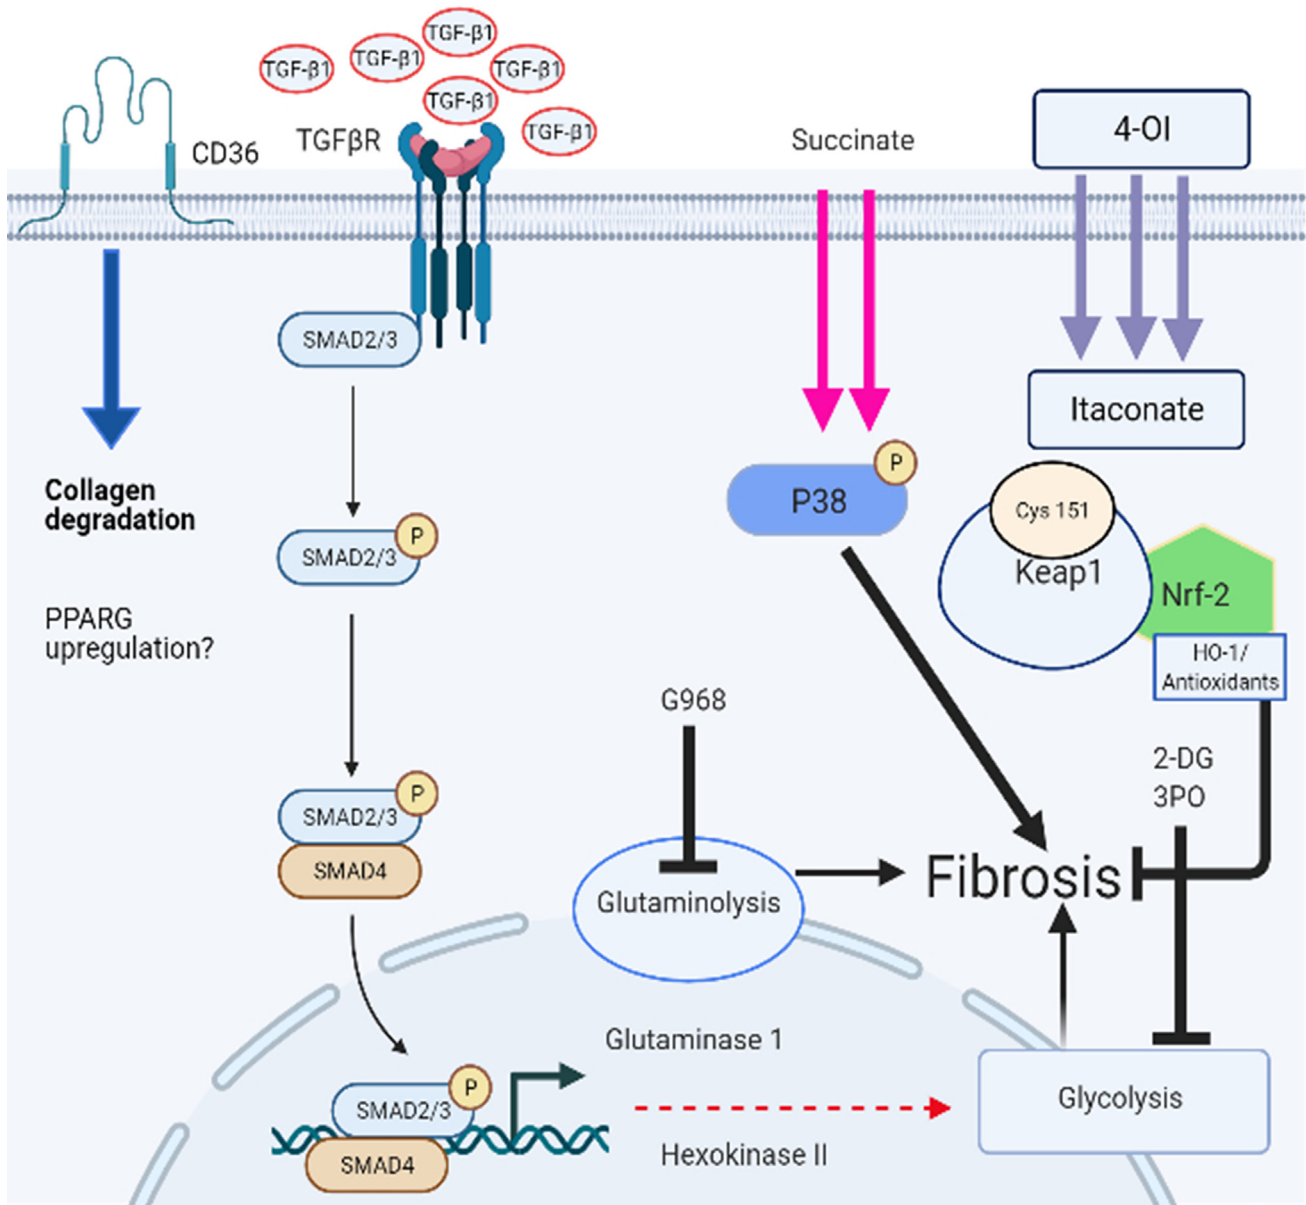 TGF-β1
TGF-β1
TGF-β1
TGF-β1
TGF-β1
TGF-β1
CD36
TGFβR
Succinate
4-OI
SMAD2/3
Itaconate
Collagen
degradation
P
P38
Cys 151
Keap1
Nrf-2
HO-1/
Antioxidants
P
SMAD2/3
PPARG
upregulation?
G968
2-DG
3PO
P
SMAD2/3
SMAD4
Glutaminolysis
Fibrosis
Glutaminase 1
P
SMAD2/3
SMAD4
Hexokinase II
Glycolysis